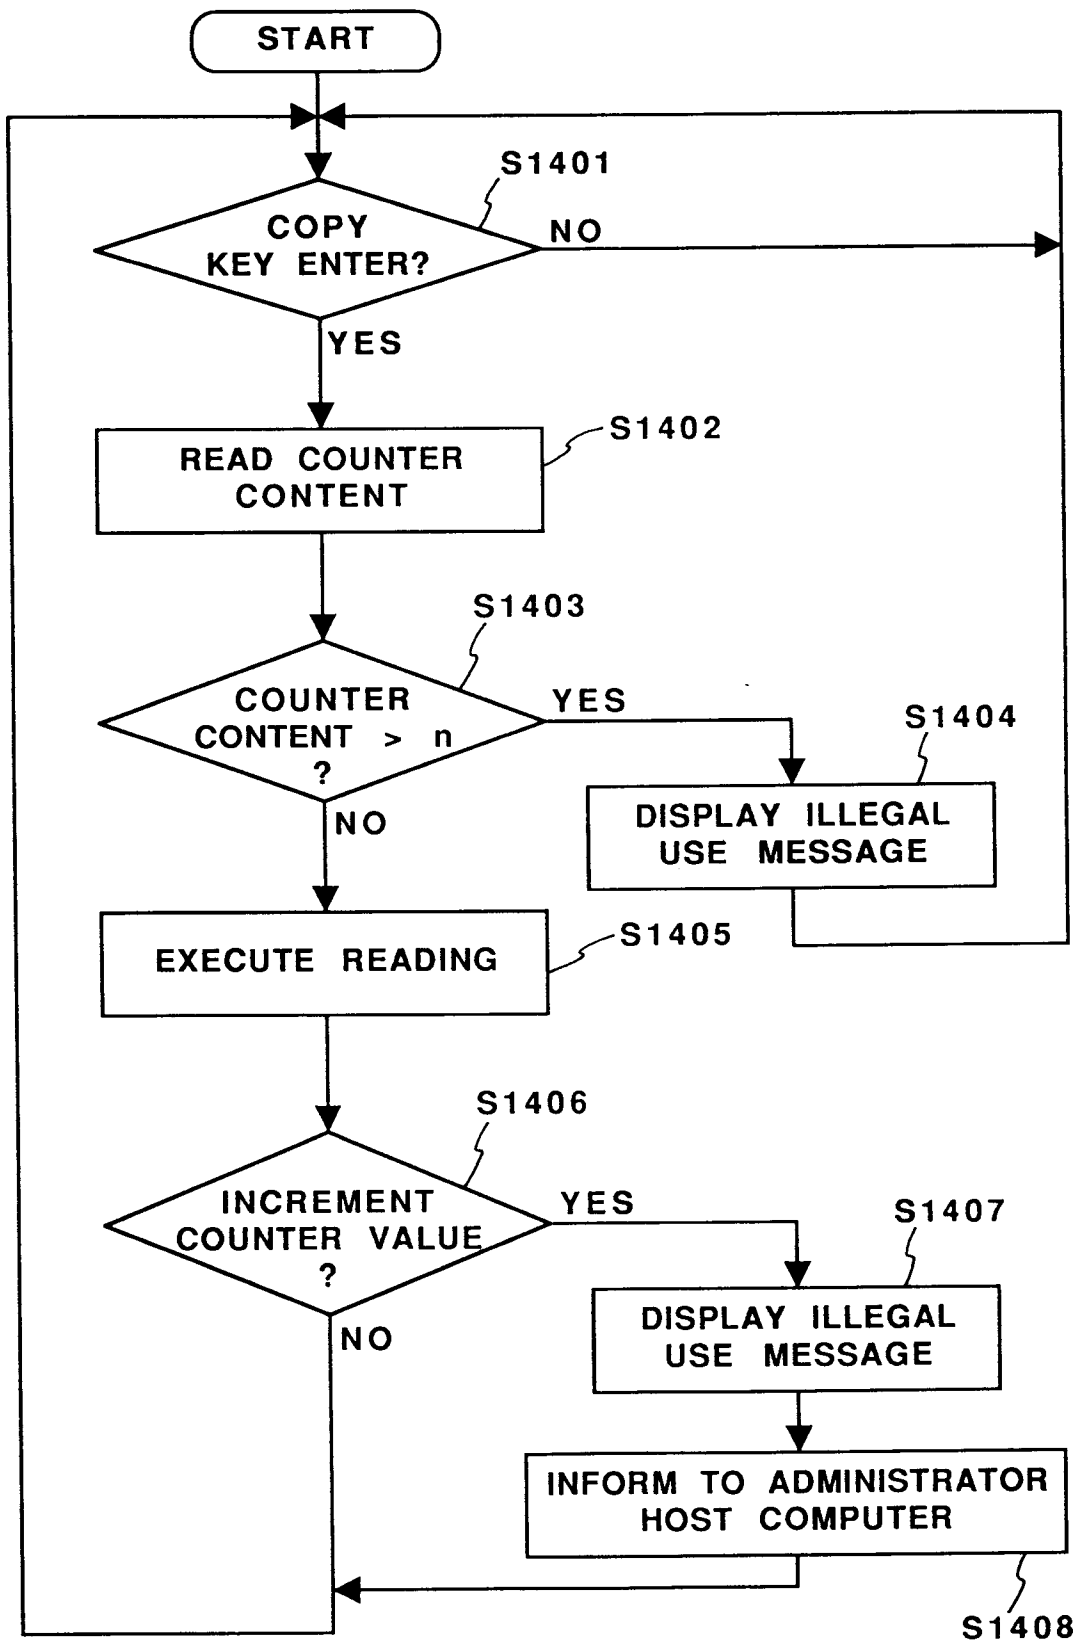 START
S1401
COPY
KEY ENTER?
NO
YES
S1402
READ COUNTER
CONTENT
S1403
COUNTER
CONTENT > n
?
YES
NO
S1404
DISPLAY ILLEGAL
USE MESSAGE
S1405
EXECUTE READING
S1406
INCREMENT
COUNTER VALUE
?
YES
NO
S1407
DISPLAY ILLEGAL
USE MESSAGE
INFORM TO ADMINISTRATOR
HOST COMPUTER
S1408